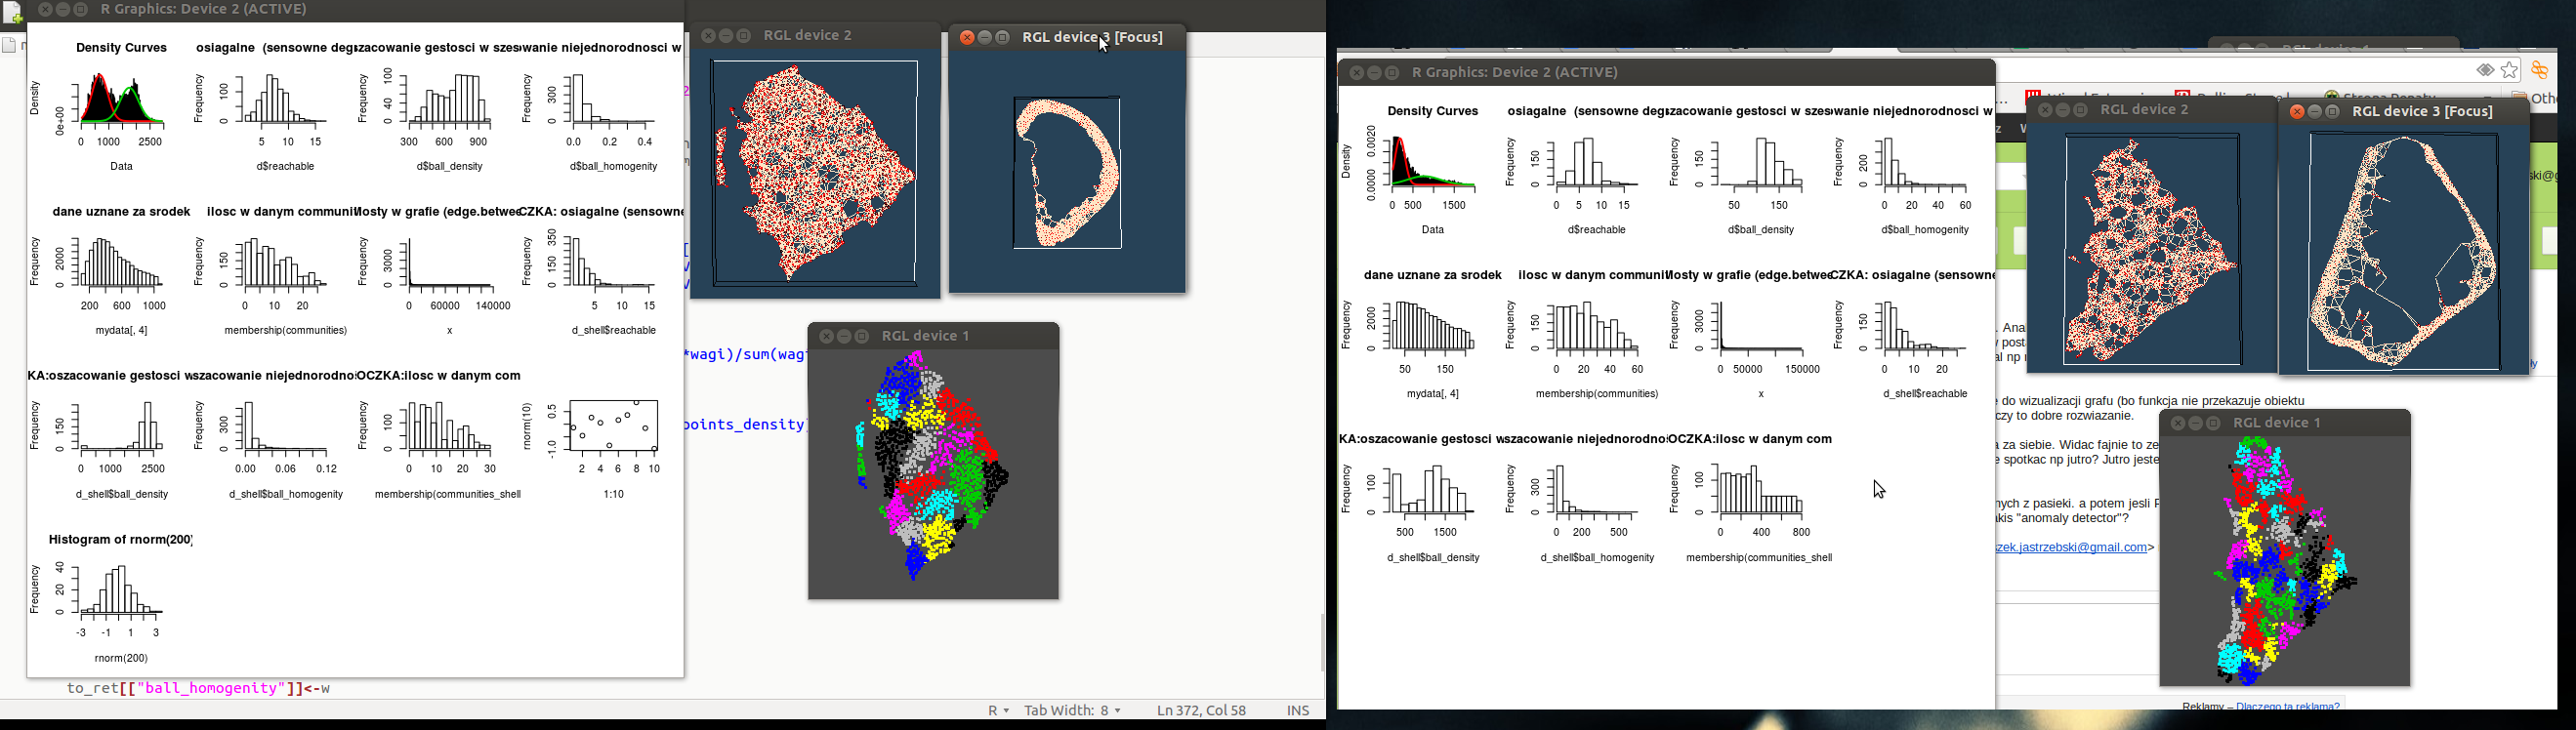 R Graphics: Device 2 (ACTIVE)
Density Curves
osiagalne (sensowne deg
zacowanie gestosci w szes
wanie niejednorodnosci w
Density
0e+00
0 1000 2500
Data
Frequency
0 100
5 10 15
d$reachable
Frequency
0 40 100
300 600 900
d$ball_density
Frequency
0 300
0.0 0.2 0.4
d$ball_homogenity
dane uznane za srodek
ilosc w danym communi
Mosty w grafie (edge.betwe
CZKA: osiagalne (sensowne
Frequency
0 2000
200 600 1000
mydata[, 4]
Frequency
0 150
0 10 20
membership(communities)
Frequency
0 3000
0 60000 140000
x
Frequency
0 150 350
5 10 15
d_shell$reachable
KA:oszacowanie gestosci w
szacowanie niejednorodno
OCZKA:ilosc w danym com
Frequency
0 150
0 1000 2500
d_shell$ball_density
Frequency
0 300
0.00 0.06 0.12
d_shell$ball_homogenity
Frequency
0 100
0 10 20 30
membership(communities_shell
rnorm(10)
-1.0 0.5
2 4 6 8 10
1:10
Histogram of rnorm(200)
Frequency
0 20 40
-3 -1 1 3
rnorm(200)
to_ret[["ball_homogenity"]]<-w
R Tab Width: 8 Ln 372, Col 58 INS
RGL device 2
RGL device 3 [Focus]
*wagi)/sum(wag
points_density
RGL device 1
R Graphics: Device 2 (ACTIVE)
Density Curves
osiagalne (sensowne deg
zacowanie gestosci w szes
wanie niejednorodnosci w
Density
0.0000 0.0020
0 500 1500
Data
Frequency
0 150
0 5 10 15
d$reachable
Frequency
0 150
50 150
d$ball_density
Frequency
0 200
0 20 40 60
d$ball_homogenity
dane uznane za srodek
ilosc w danym communi
Mosty w grafie (edge.betwe
CZKA: osiagalne (sensowne
Frequency
0 2000
50 150
mydata[, 4]
Frequency
0 100
0 20 40 60
membership(communities)
Frequency
0 3000
0 50000 150000
x
Frequency
0 150
0 10 20
d_shell$reachable
KA:oszacowanie gestosci w
szacowanie niejednorodno
OCZKA:ilosc w danym com
Frequency
0 100
500 1500
d_shell$ball_density
Frequency
0 300
0 200 500
d_shell$ball_homogenity
Frequency
0 100
0 400 800
membership(communities_shell
RGL device 2
RGL device 3 [Focus]
. Ana
y posta
al np
e do wizualizacji grafu (bo funkcja nie przekazuje obiektu
czy to dobre rozwiazanie.
a za siebie. Widac fajnie to ze
e spotkac np jutro? Jutro jeste
nych z pasieki. a potem jesli
akis "anomaly detector"?
szek.jastrzebski@gmail.com>
RGL device 1
Reklamy – Dlaczego ta reklama?